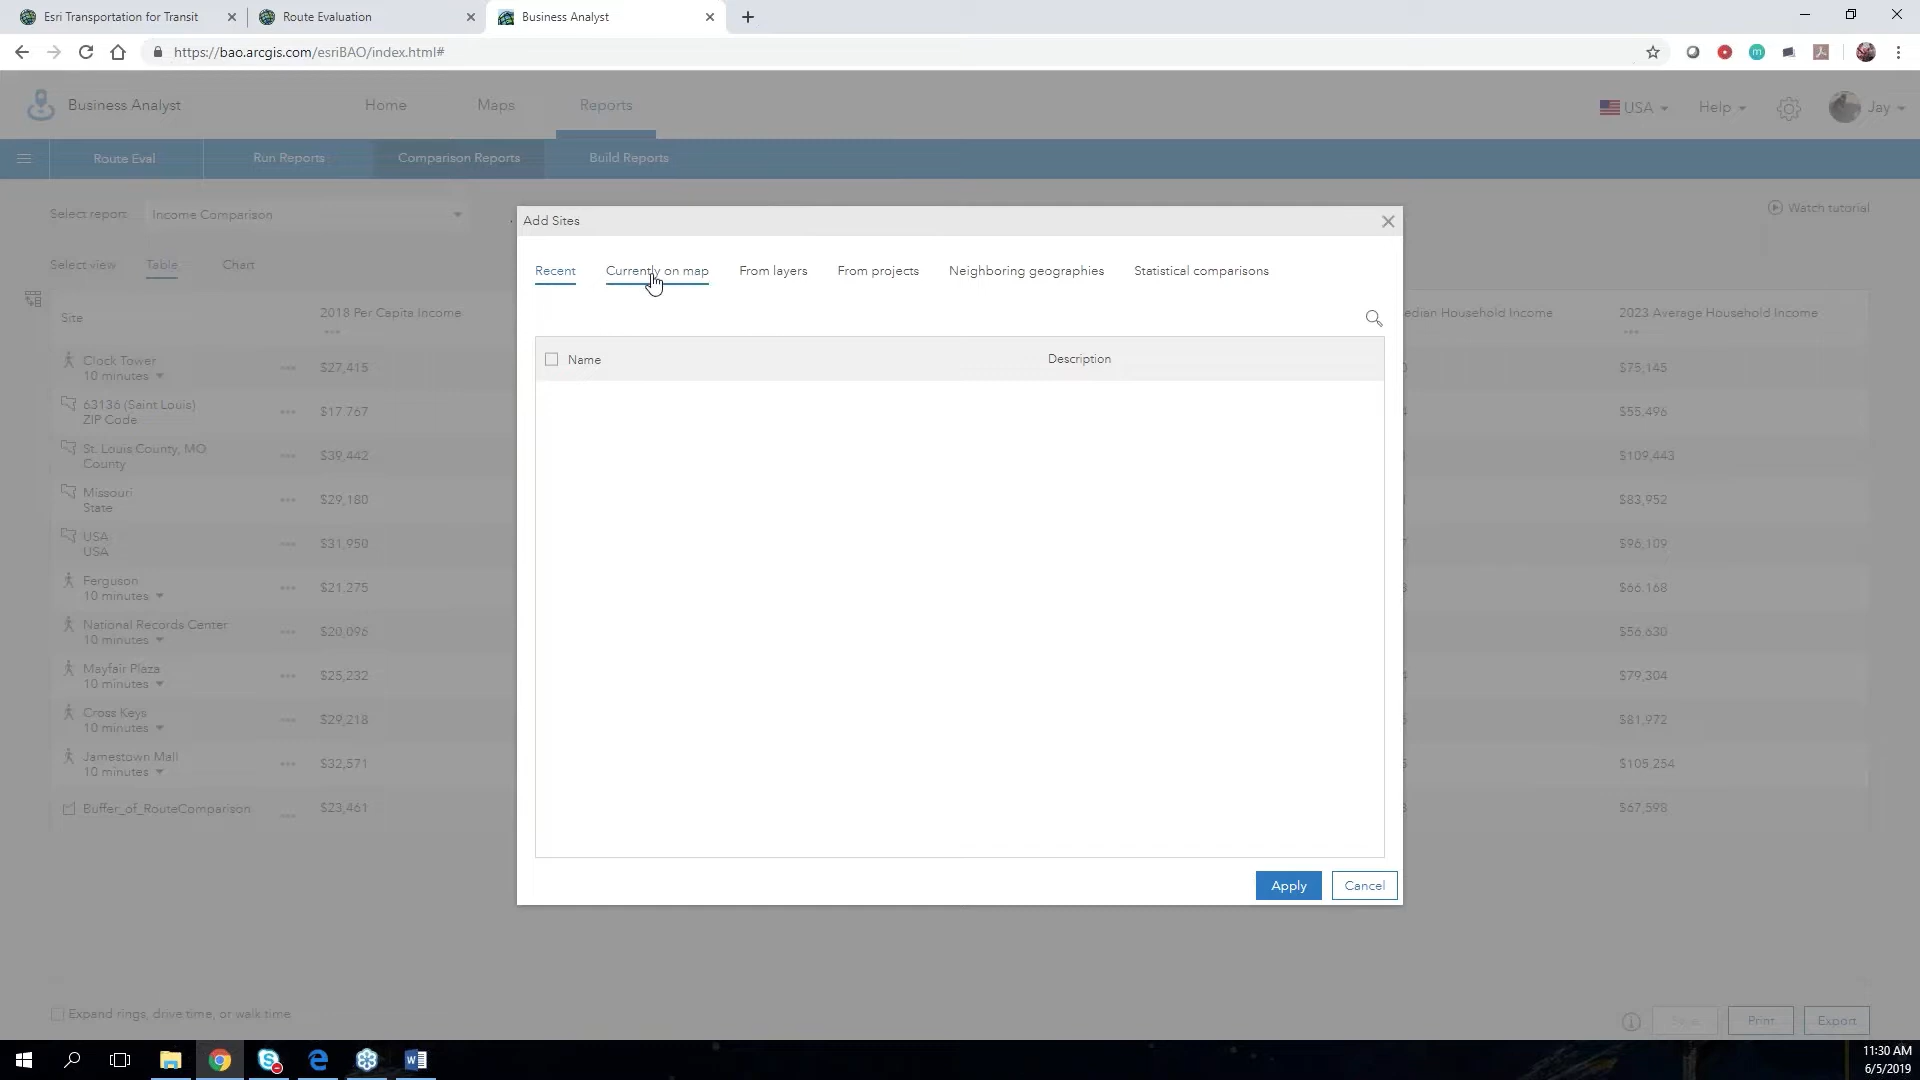 Esri Transportation for Transit
Route Evaluation
Business Analyst
https://bao.arcgis.com/esriBAO/index.html#
Business Analyst
Home
Maps
Reports
USA
Help
Jay
Route Eval
Run Reports
Comparison Reports
Build Reports
Select report
Income Comparison
Watch tutorial
Select view
Table
Chart
Add Sites
Recent
Currently on map
From layers
From projects
Neighboring geographies
Statistical comparisons
Name
Description
Apply
Cancel
Site
2018 Per Capita Income
edian Household Income
2023 Average Household Income
Clock Tower
10 minutes
$27,415
$75,145
63136 (Saint Louis)
ZIP Code
$17,767
$55,496
St. Louis County, MO
County
$39,442
$109,443
Missouri
State
$29,180
$83,952
USA
USA
$31,950
$96,109
Ferguson
10 minutes
$21,275
$66,168
National Records Center
10 minutes
$20,096
$56,630
Mayfair Plaza
10 minutes
$25,232
$79,304
Cross Keys
10 minutes
$29,218
$81,972
Jamestown Mall
10 minutes
$32,571
$105,254
Buffer_of_RouteComparison
$23,461
$67,598
Expand rings, drive time, or walk time
Save
Print
Export
11:30 AM
6/5/2019